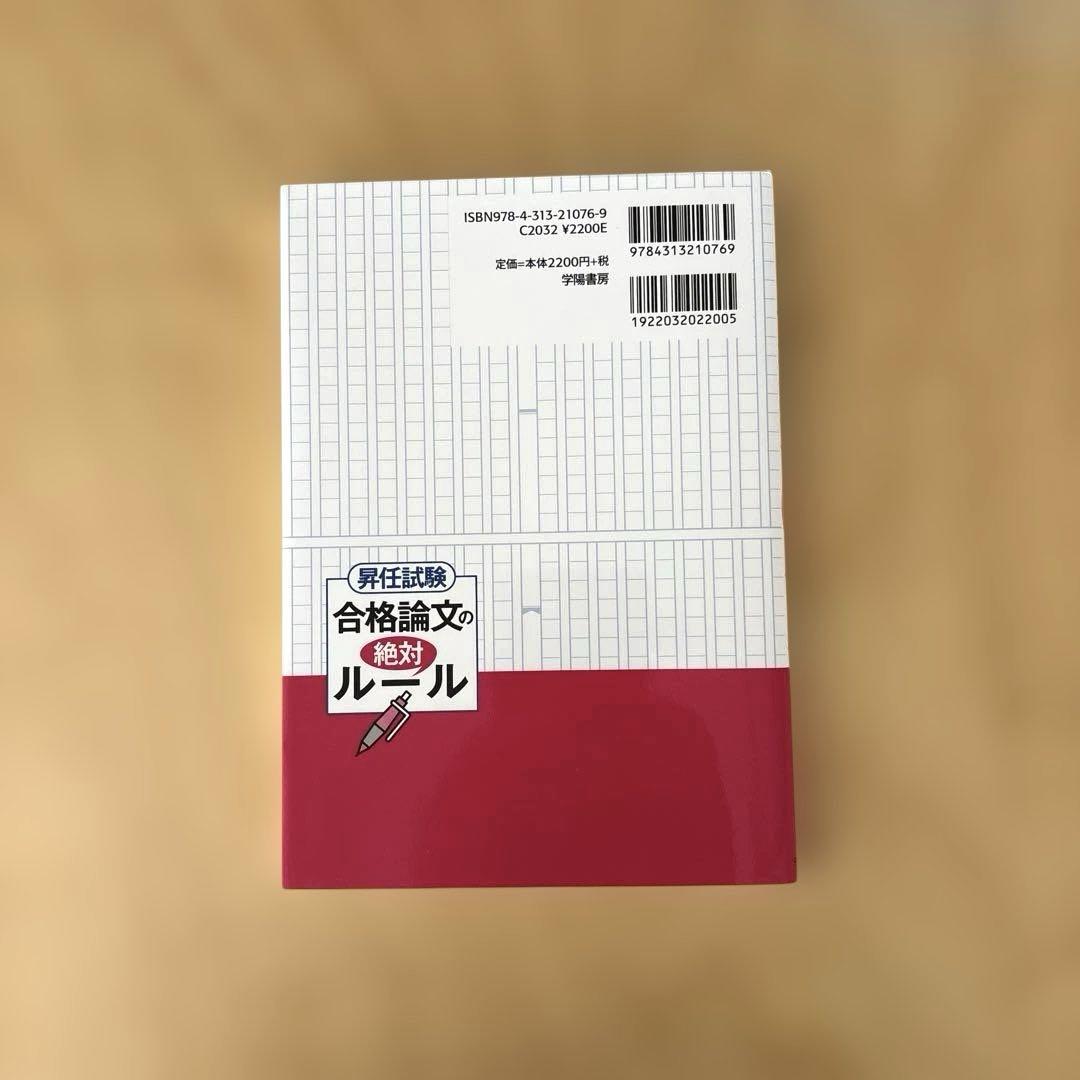 ISBN978-4-313-21076-9
C2032 ¥2200E
定価=本体2200円+税
学陽書房
9784313210769
1922032022005
昇任試験
合格論文の
絶対
ルール